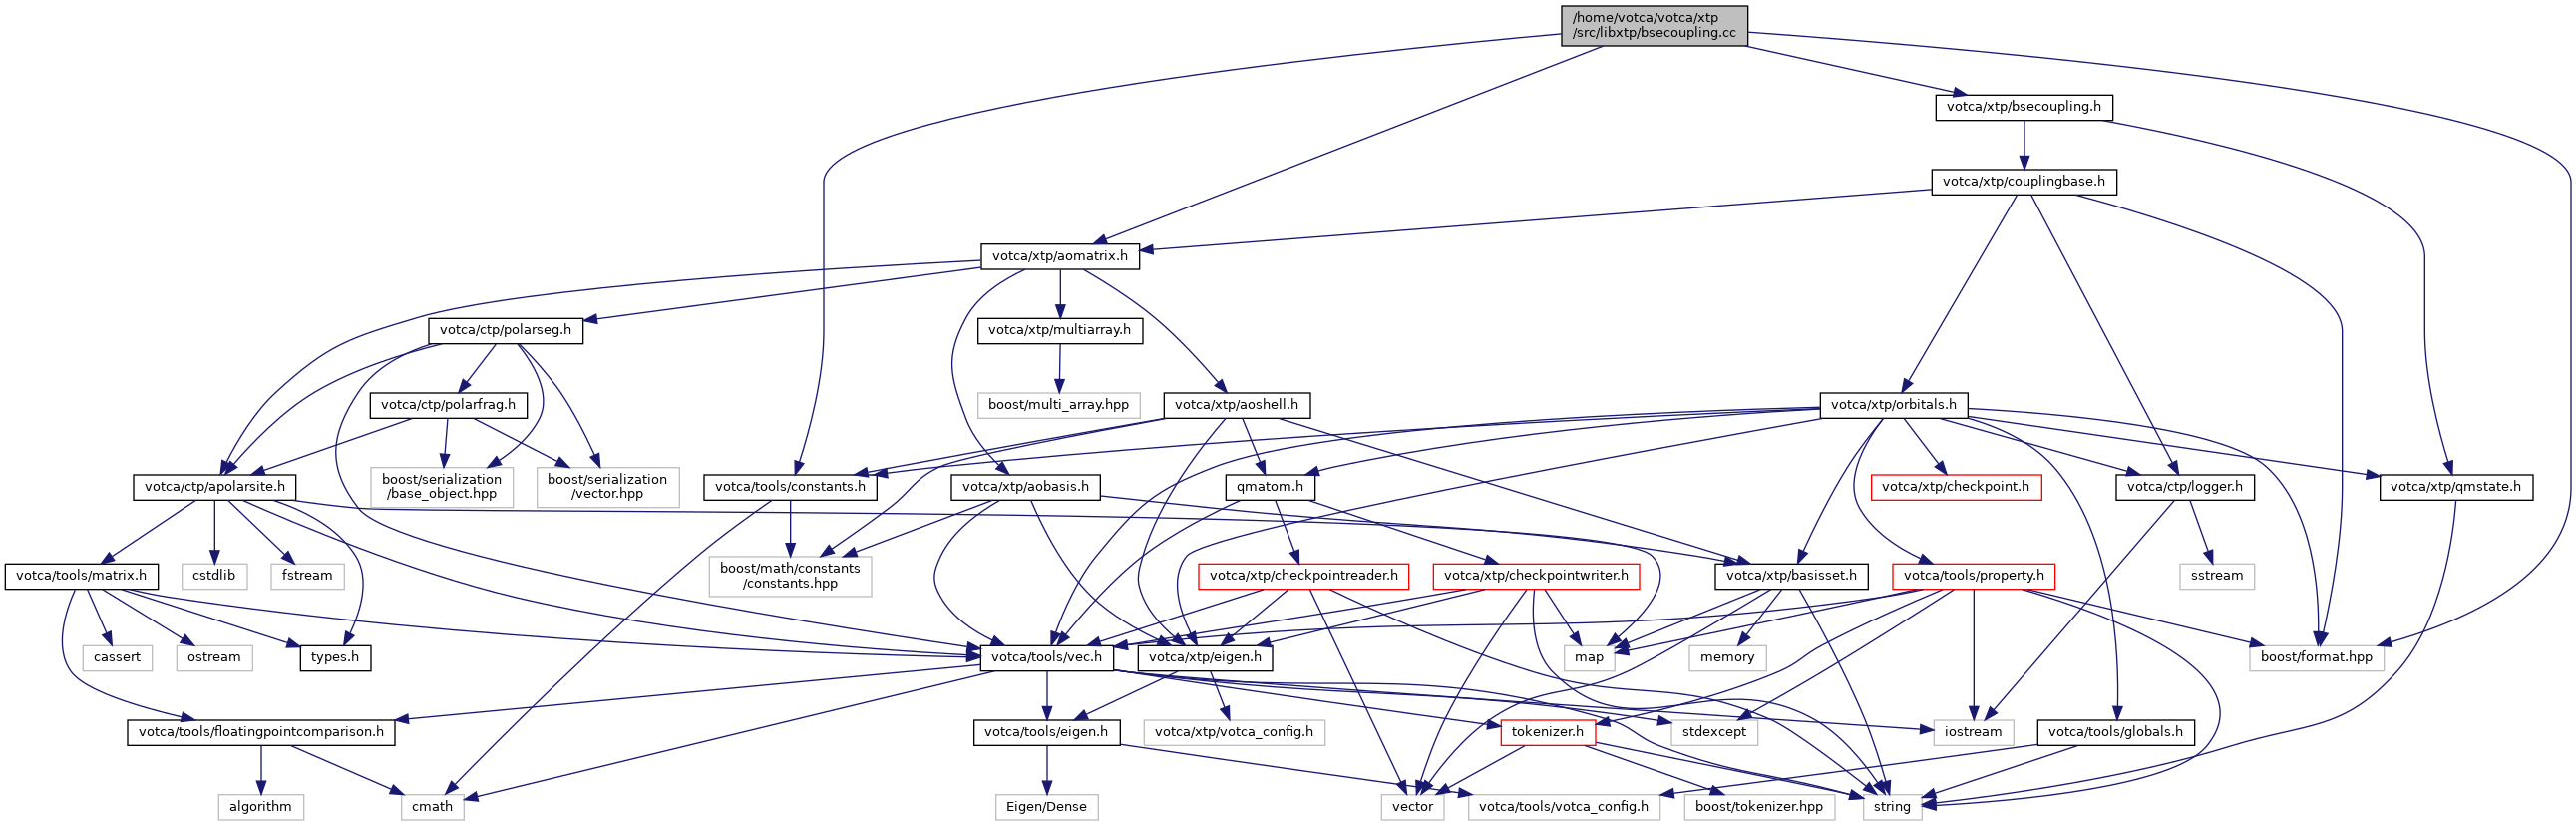 /home/votca/votca/xtp
/src/libxtp/bsecoupling.cc
votca/xtp/bsecoupling.h
votca/xtp/couplingbase.h
votca/xtp/aomatrix.h
votca/ctp/polarseg.h
votca/xtp/multiarray.h
votca/ctp/polarfrag.h
boost/multi_array.hpp
votca/xtp/aoshell.h
votca/xtp/orbitals.h
votca/ctp/apolarsite.h
boost/serialization
/base_object.hpp
boost/serialization
/vector.hpp
votca/tools/constants.h
votca/xtp/aobasis.h
qmatom.h
votca/xtp/checkpoint.h
votca/ctp/logger.h
votca/xtp/qmstate.h
votca/tools/matrix.h
cstdlib
fstream
boost/math/constants
/constants.hpp
votca/xtp/checkpointreader.h
votca/xtp/checkpointwriter.h
votca/xtp/basisset.h
votca/tools/property.h
sstream
cassert
ostream
types.h
votca/tools/vec.h
votca/xtp/eigen.h
map
memory
boost/format.hpp
votca/tools/floatingpointcomparison.h
votca/tools/eigen.h
votca/xtp/votca_config.h
tokenizer.h
stdexcept
iostream
votca/tools/globals.h
algorithm
cmath
Eigen/Dense
vector
votca/tools/votca_config.h
boost/tokenizer.hpp
string